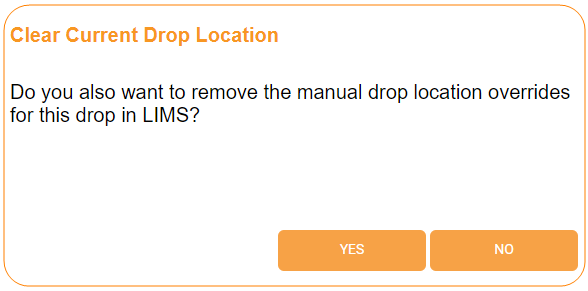 Clear Current Drop Location
Do you also want to remove the manual drop location overrides
for this drop in LIMS?
YES
NO